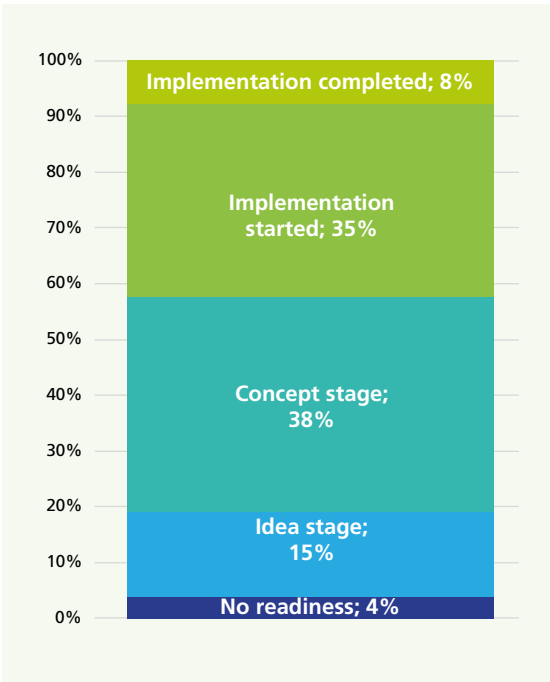 100%
Implementation completed; 8%
90%
80%
Implementation
started; 35%
70%
60%
50%
40%
Concept stage;
38%
30%
20%
Idea stage;
15%
10%
No readiness; 4%
0%